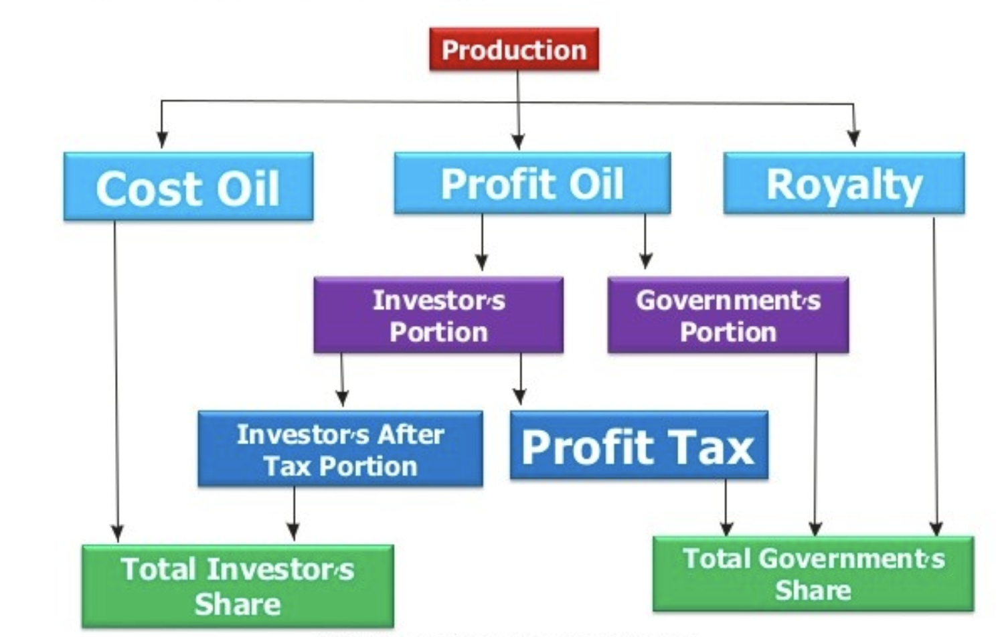 Production
Cost Oil
Profit Oil
Royalty
Investor's
Portion
Government's
Portion
Investor's After
Tax Portion
Profit Tax
Total Investor's
Share
Total Government's
Share